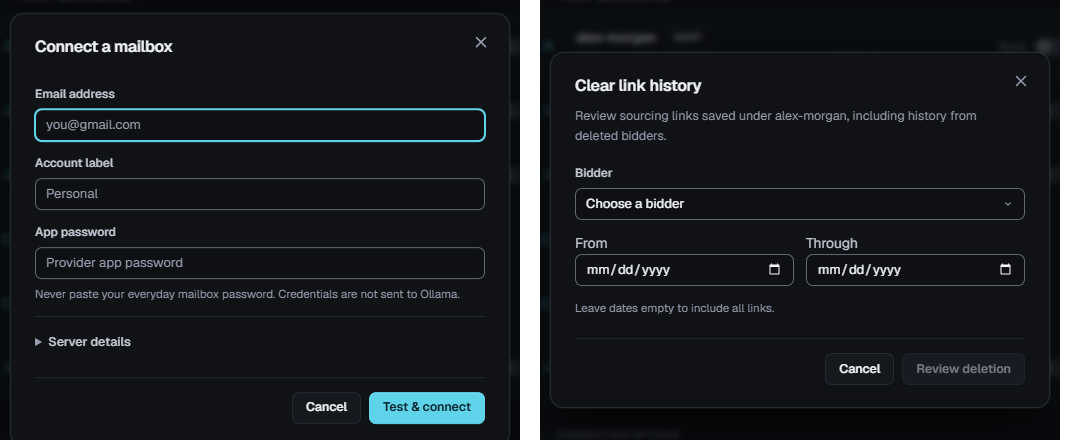 Connect a mailbox
Email address
you@gmail.com
Account label
Personal
App password
Provider app password
Never paste your everyday mailbox password. Credentials are not sent to Ollama.
Server details
Cancel
Test & connect
alex-morgan
Clear link history
Review sourcing links saved under alex-morgan, including history from
deleted bidders.
Bidder
Choose a bidder
From
Through
mm/dd/yyyy
mm/dd/yyyy
Leave dates empty to include all links.
Cancel
Review deletion